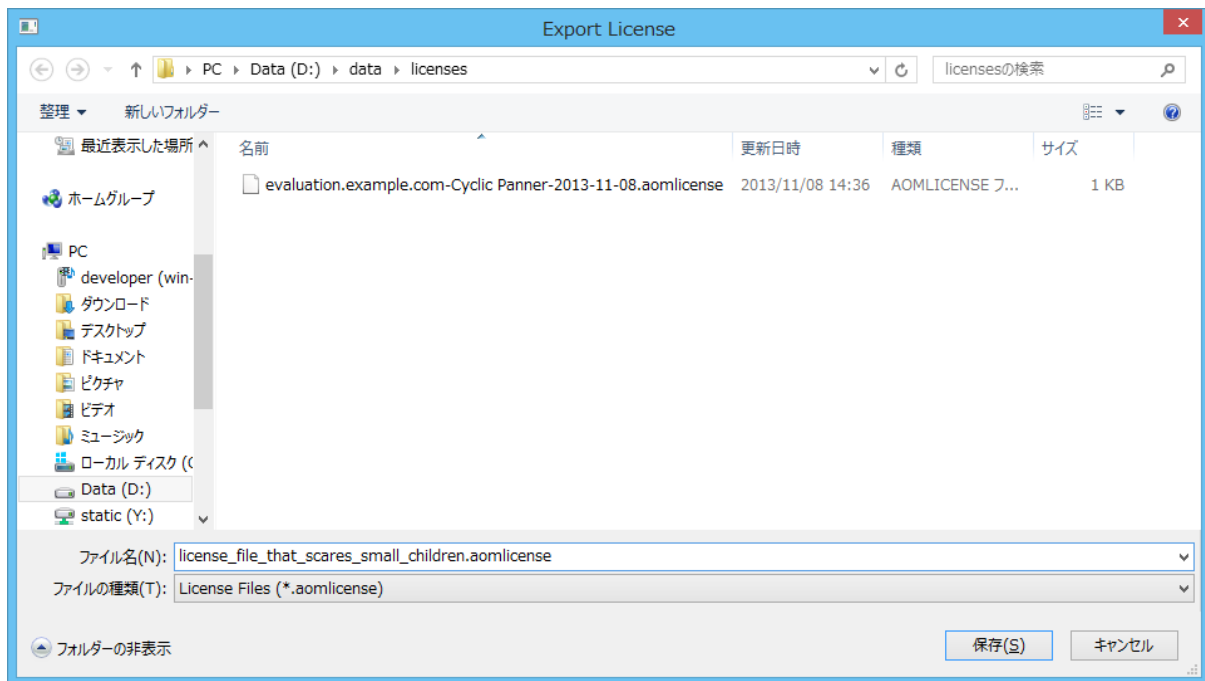 Export License
PC Data (D:) data licenses
licensesの検索
整理 新しいフォルダー
最近表示した場所
ホームグループ
PC
developer (win-
ダウンロード
デスクトップ
ドキュメント
ピクチャ
ビデオ
ミュージック
ローカル ディスク (C
Data (D:)
static (Y:)
名前 更新日時 種類 サイズ
evaluation.example.com-Cyclic Panner-2013-11-08.aomlicense 2013/11/08 14:36 AOMLICENSE フ... 1 KB
ファイル名(N): license_file_that_scares_small_children.aomlicense
ファイルの種類(T): License Files (*.aomlicense)
フォルダーの非表示 保存(S) キャンセル